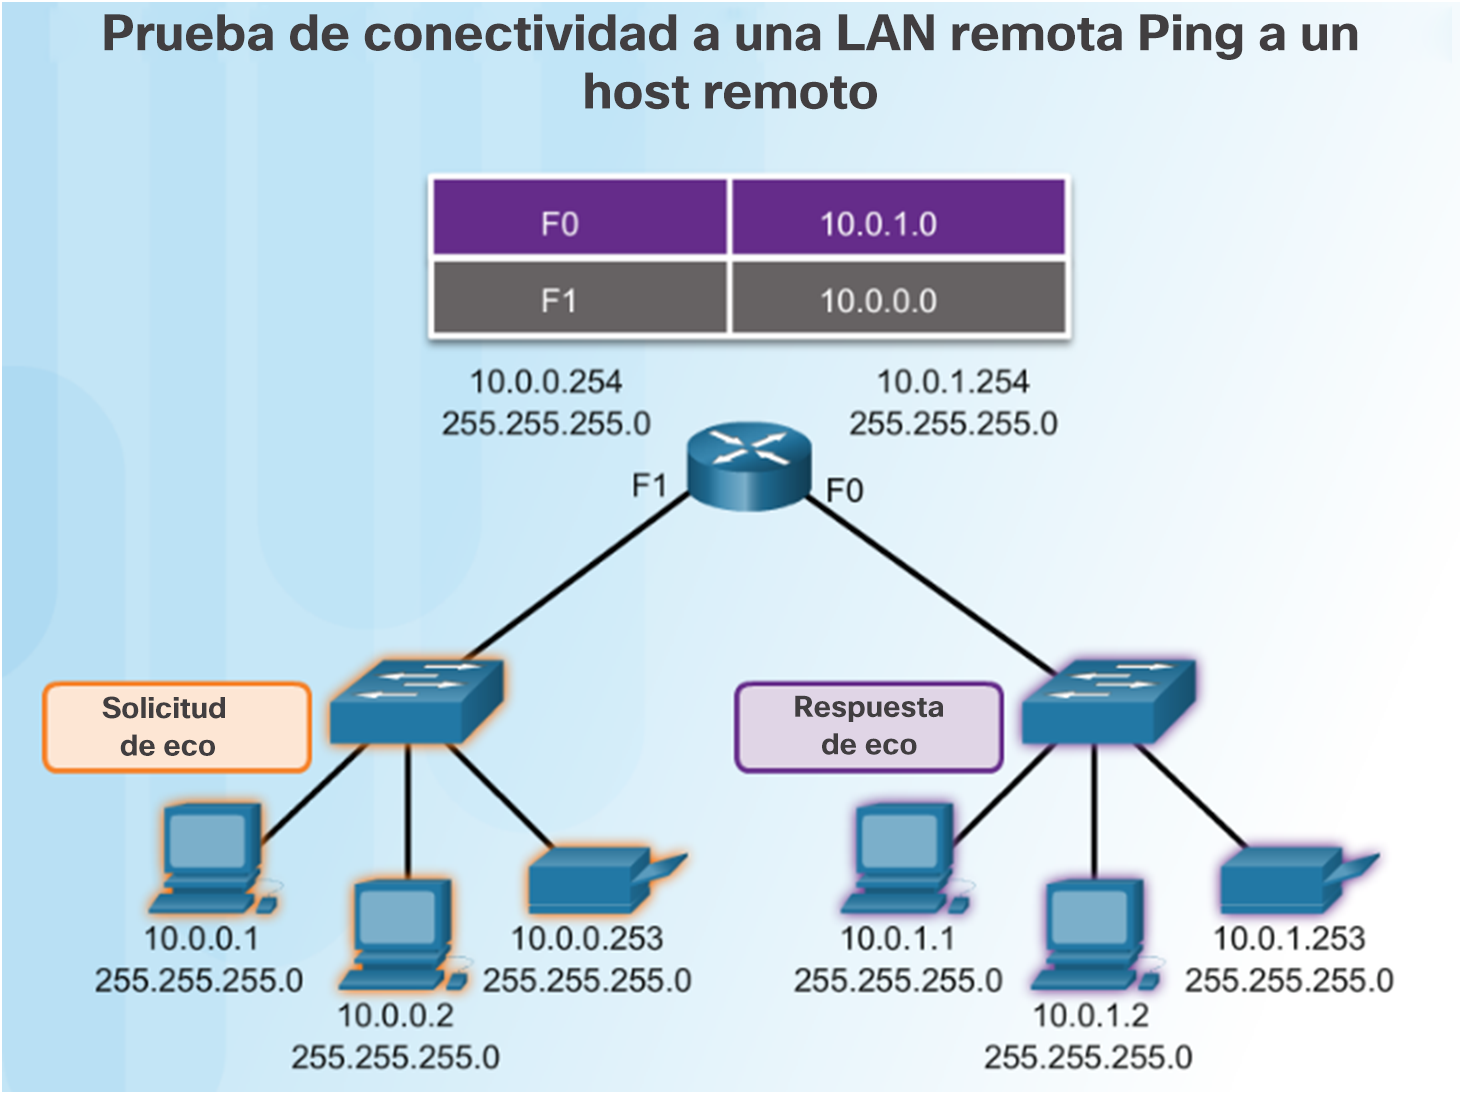 Prueba de conectividad a una LAN remota Ping a un
host remoto
F0 10.0.1.0
F1 10.0.0.0
10.0.0.254
255.255.255.0
10.0.1.254
255.255.255.0
F1
F0
Solicitud
de eco
Respuesta
de eco
10.0.0.1
255.255.255.0
10.0.0.2
255.255.255.0
10.0.0.253
255.255.255.0
10.0.1.1
255.255.255.0
10.0.1.2
255.255.255.0
10.0.1.253
255.255.255.0